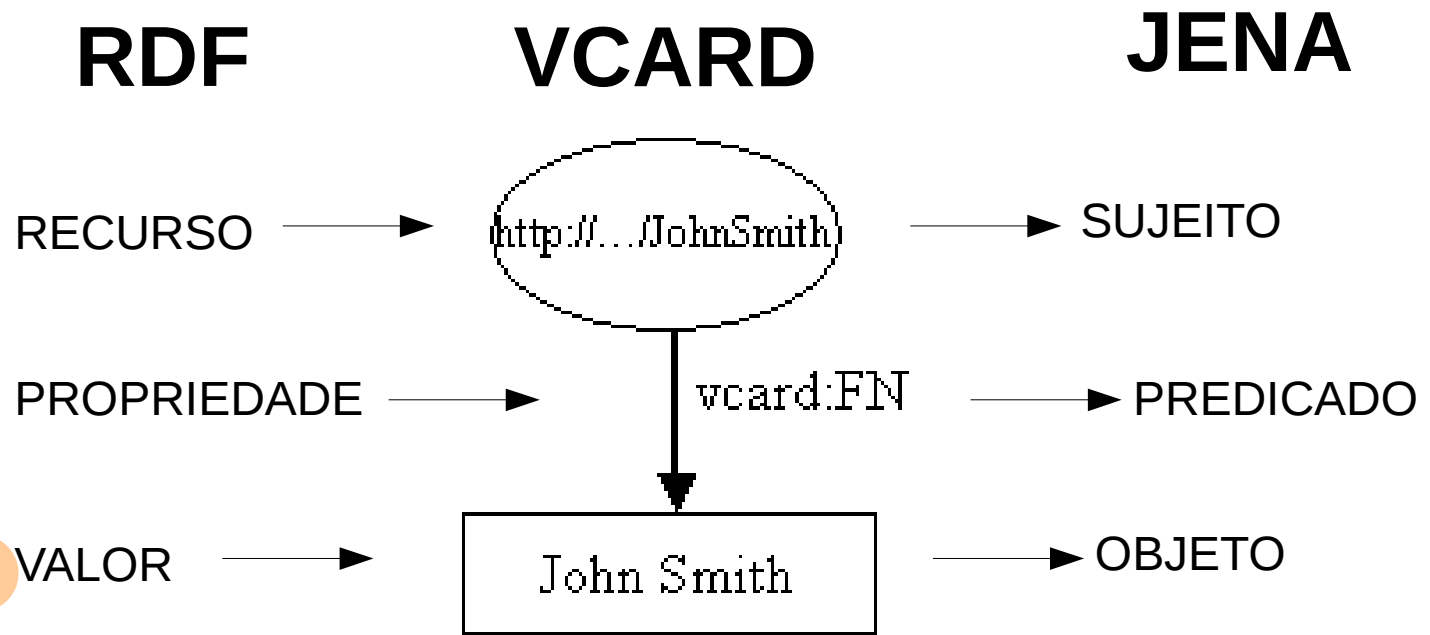 RDF VCARD JENA
RECURSO http://.../JohnSmith SUJEITO
PROPRIEDADE vcard:FN PREDICADO
VALOR John Smith OBJETO